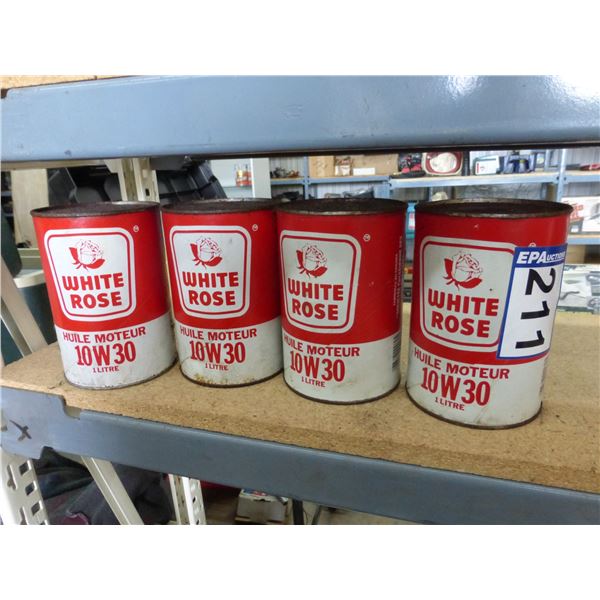 WHITE
ROSE
HUILE MOTEUR
10W30
1 LITRE
WHITE
ROSE
HUILE MOTEUR
10W30
1 LITRE
WHITE
ROSE
HUILE MOTEUR
10W30
1 LITRE
WHITE
ROSE
HUILE MOTEUR
10W30
1 LITRE
EPAuctions
211